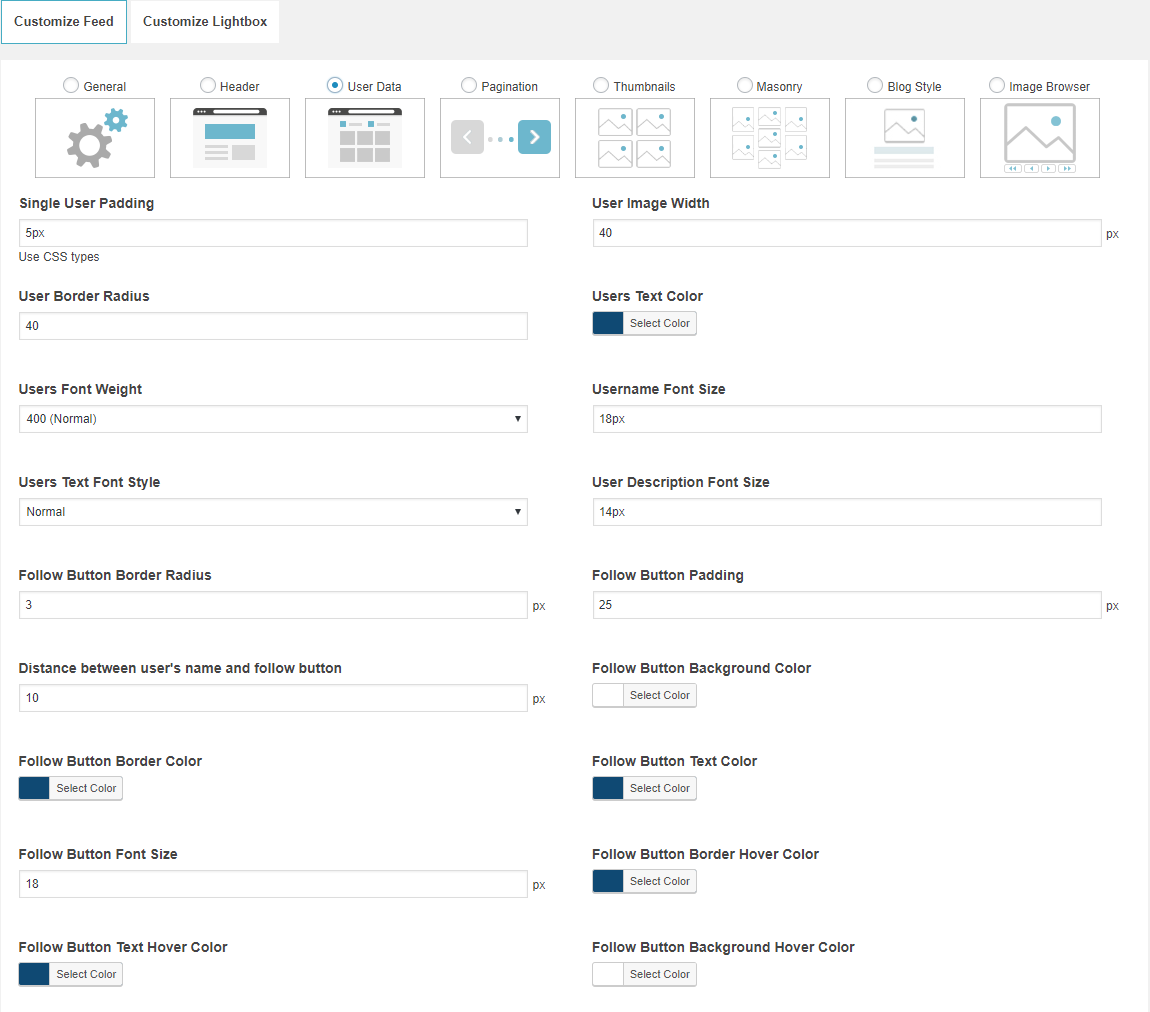 Customize Feed Customize Lightbox
General Header User Data Pagination Thumbnails Masonry Blog Style Image Browser
Single User Padding User Image Width
5px 40 px
Use CSS types
User Border Radius Users Text Color
40 Select Color
Users Font Weight Username Font Size
400 (Normal) 18px
Users Text Font Style User Description Font Size
Normal 14px
Follow Button Border Radius Follow Button Padding
3 px 25 px
Distance between user's name and follow button Follow Button Background Color
10 px Select Color
Follow Button Border Color Follow Button Text Color
Select Color Select Color
Follow Button Font Size Follow Button Border Hover Color
18 px Select Color
Follow Button Text Hover Color Follow Button Background Hover Color
Select Color Select Color